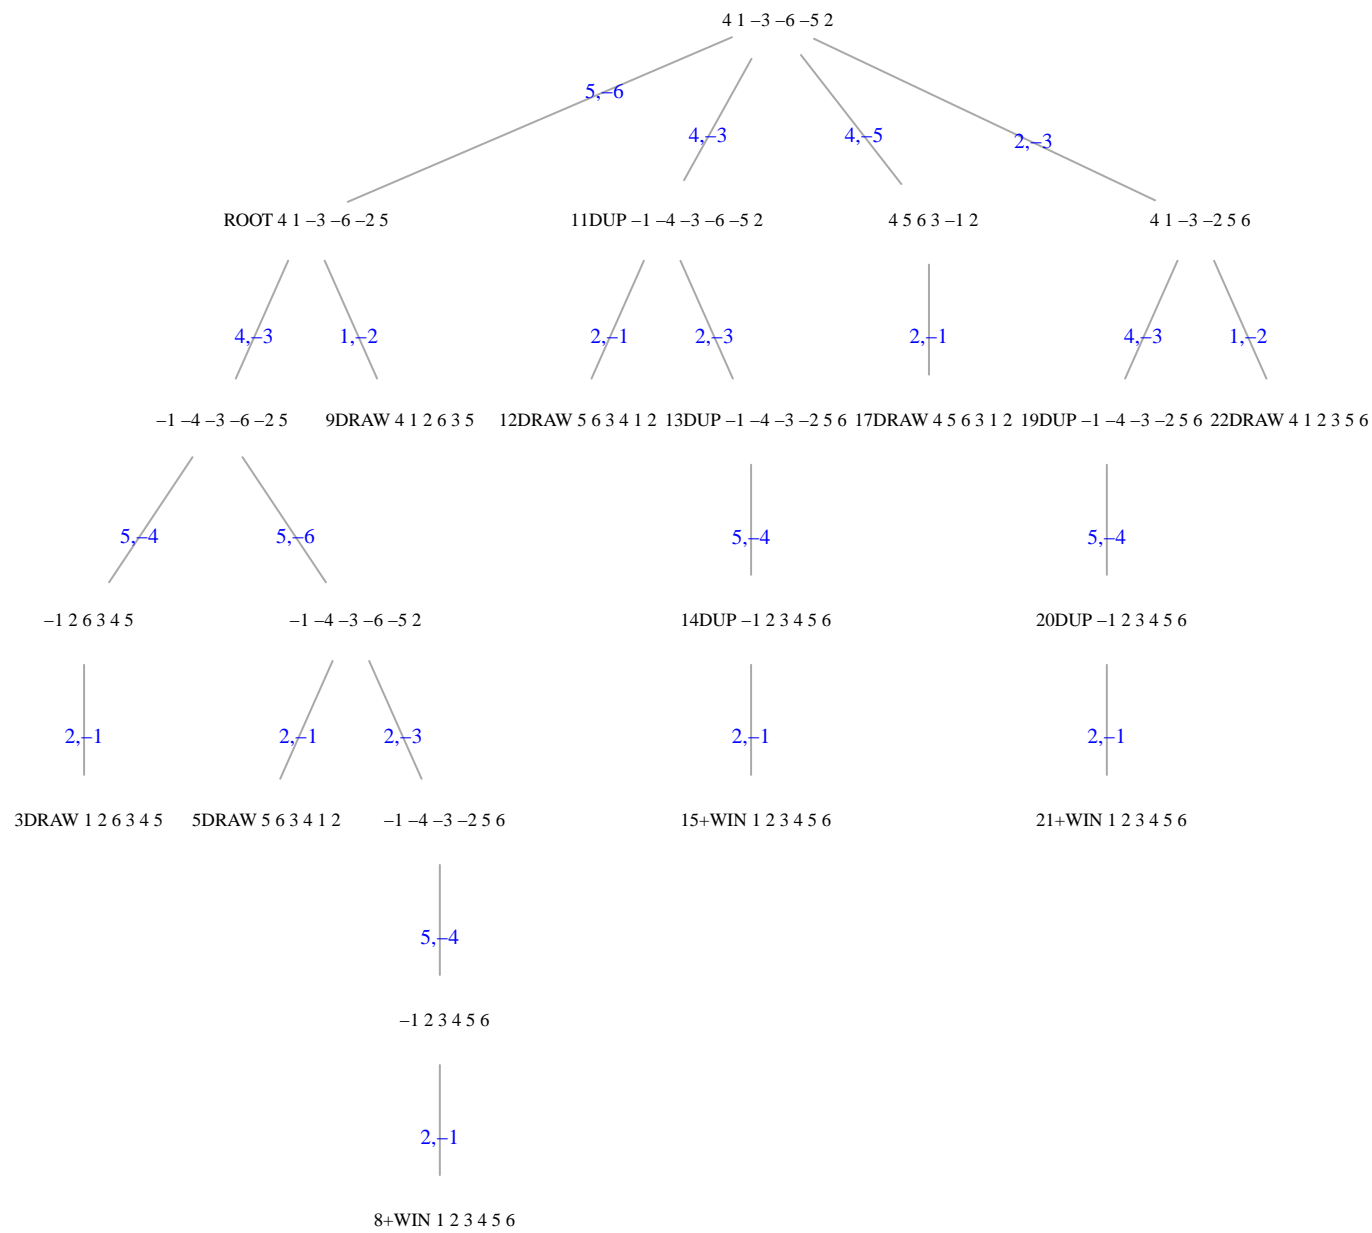 4 1 –3 –6 –5 2
5,–6
4,–3
4,–5
2,–3
ROOT 4 1 –3 –6 –2 5
11DUP –1 –4 –3 –6 –5 2
4 5 6 3 –1 2
4 1 –3 –2 5 6
4,–3
1,–2
2,–1
2,–3
2,–1
4,–3
1,–2
–1 –4 –3 –6 –2 5
9DRAW 4 1 2 6 3 5
12DRAW 5 6 3 4 1 2
13DUP –1 –4 –3 –2 5 6
17DRAW 4 5 6 3 1 2
19DUP –1 –4 –3 –2 5 6
22DRAW 4 1 2 3 5 6
5,–4
5,–6
5,–4
5,–4
–1 2 6 3 4 5
–1 –4 –3 –6 –5 2
14DUP –1 2 3 4 5 6
20DUP –1 2 3 4 5 6
2,–1
2,–1
2,–3
2,–1
2,–1
3DRAW 1 2 6 3 4 5
5DRAW 5 6 3 4 1 2
–1 –4 –3 –2 5 6
15+WIN 1 2 3 4 5 6
21+WIN 1 2 3 4 5 6
5,–4
–1 2 3 4 5 6
2,–1
8+WIN 1 2 3 4 5 6